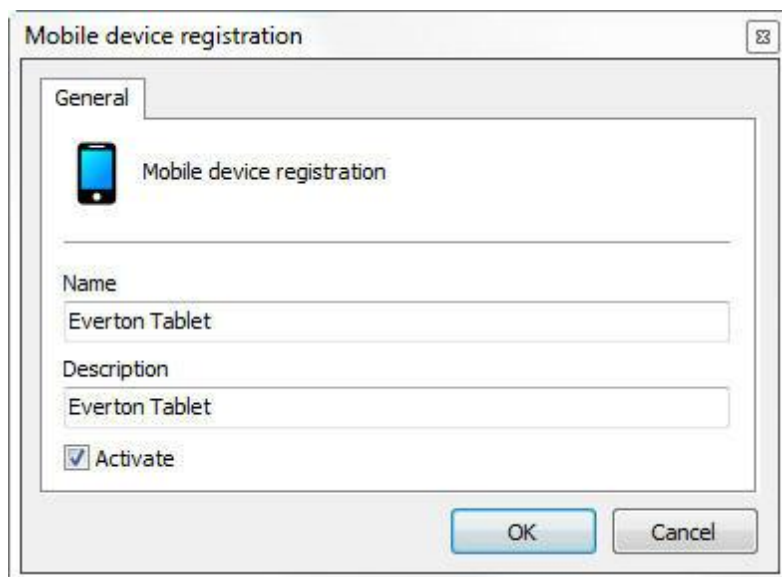 Mobile device registration
General
Mobile device registration
Name
Everton Tablet
Description
Everton Tablet
Activate
OK Cancel